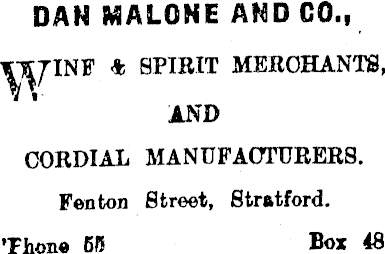 DAN MALONE AND CO.,
WINE & SPIRIT MERCHANTS,
AND
CORDIAL MANUFACTURERS.
Fenton Street, Stratford.
'Phone 55 Box 48